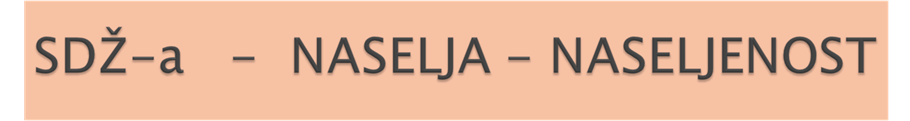 SDŽ-a - NASELJA - NASELJENOST